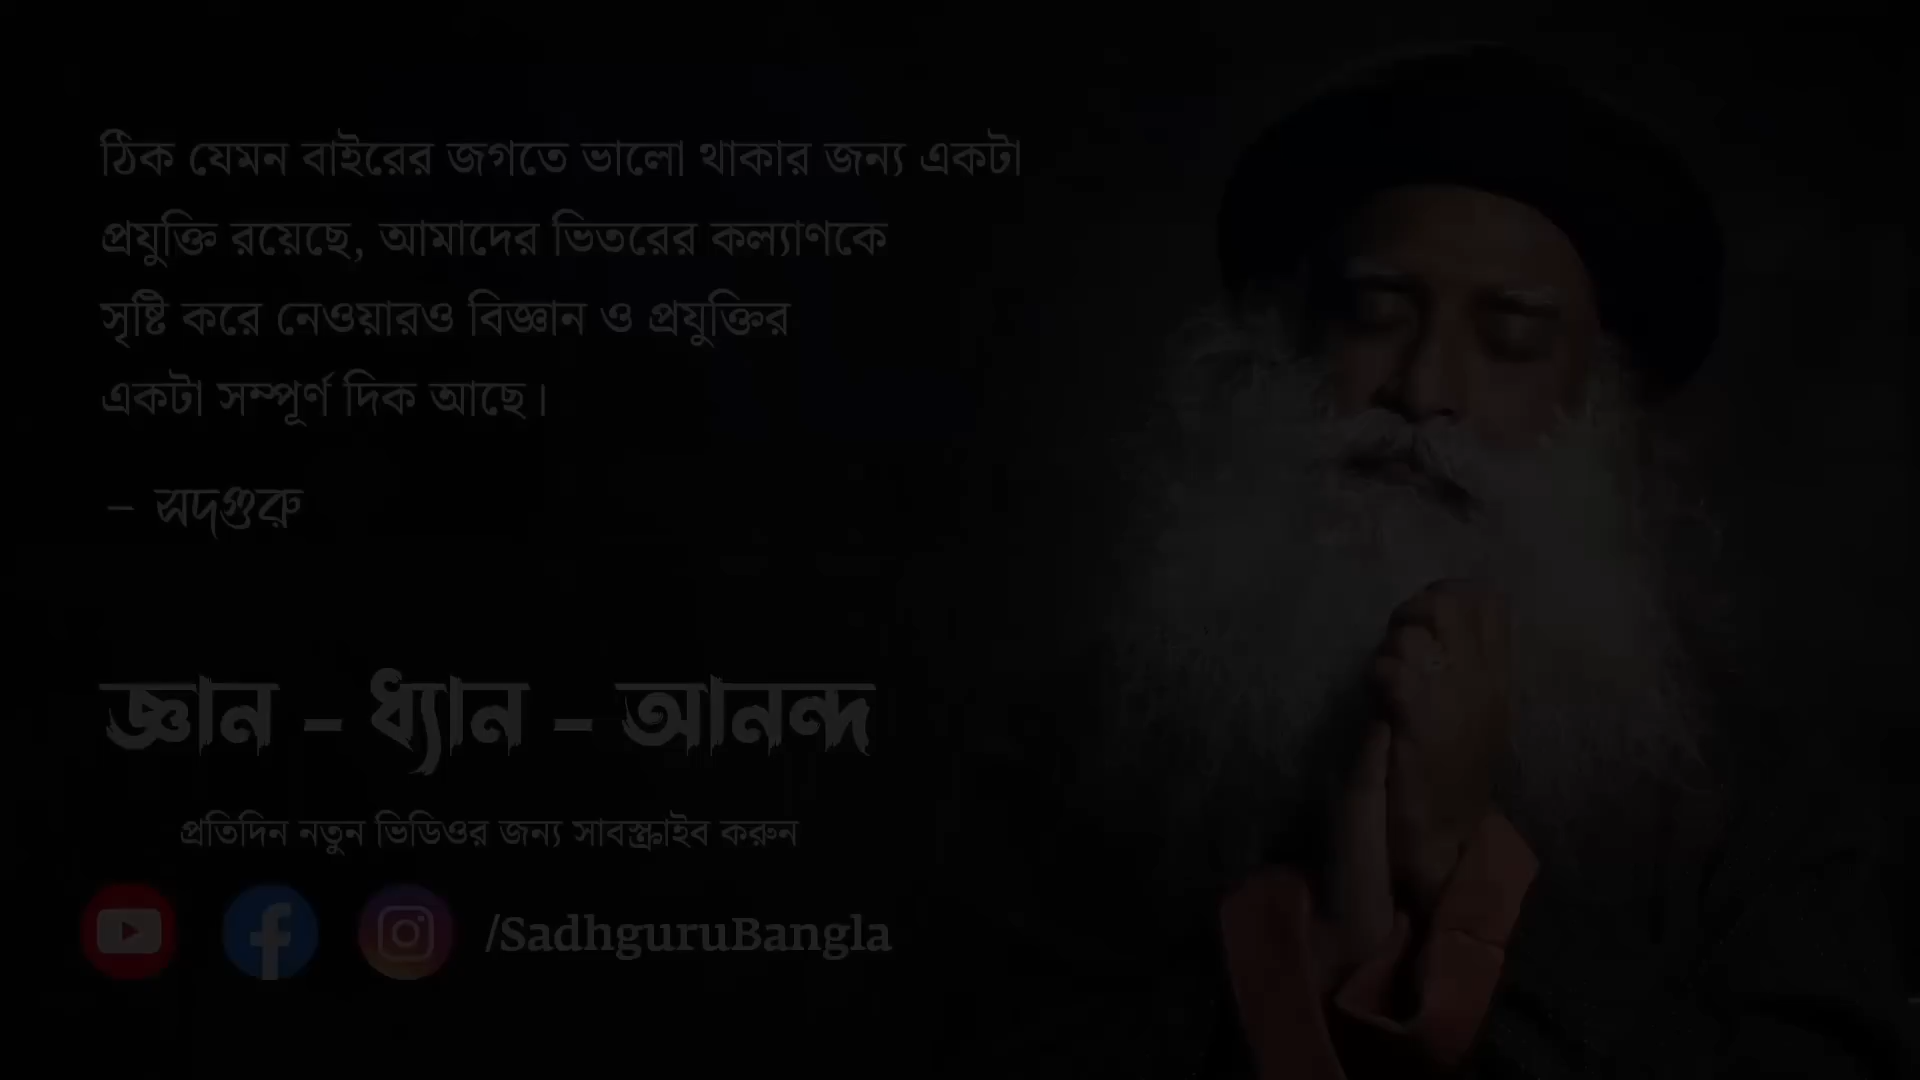 ঠিক যেমন বাইরের জগতে ভালো থাকার জন্য একটা
প্রযুক্তি রয়েছে, আমাদের ভিতরের কল্যাণকে
সৃষ্টি করে নেওয়ারও বিজ্ঞান ও প্রযুক্তির
একটা সম্পূর্ণ দিক আছে।
– সদ্গুরু
জ্ঞান – ধ্যান – আনন্দ
প্রতিদিন নতুন ভিডিওর জন্য সাবস্ক্রাইব করুন
/SadhguruBangla